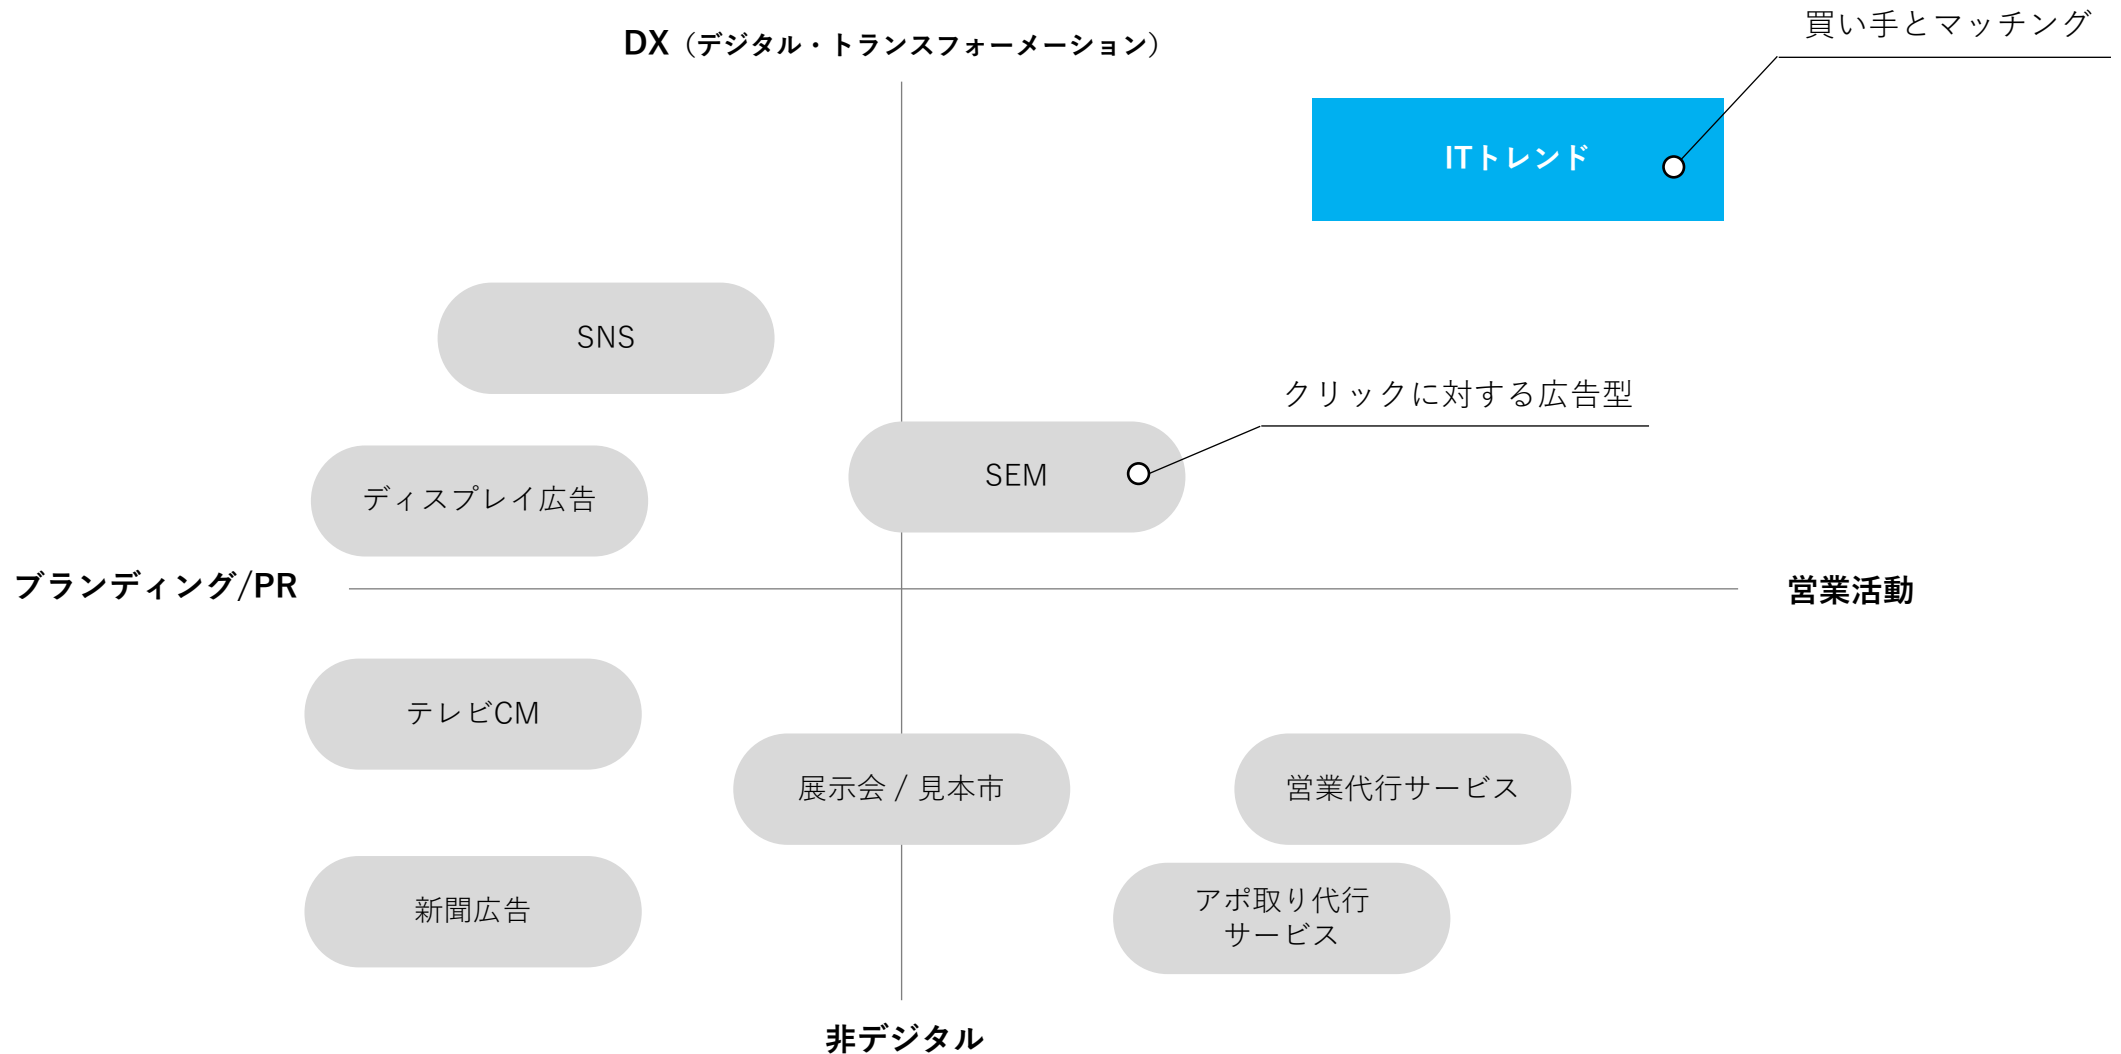 買い手とマッチング
DX（デジタル・トランスフォーメーション）
ITトレンド
SNS
クリックに対する広告型
SEM
ディスプレイ広告
ブランディング/PR
営業活動
テレビCM
展示会 / 見本市
営業代行サービス
新聞広告
アポ取り代行
サービス
非デジタル